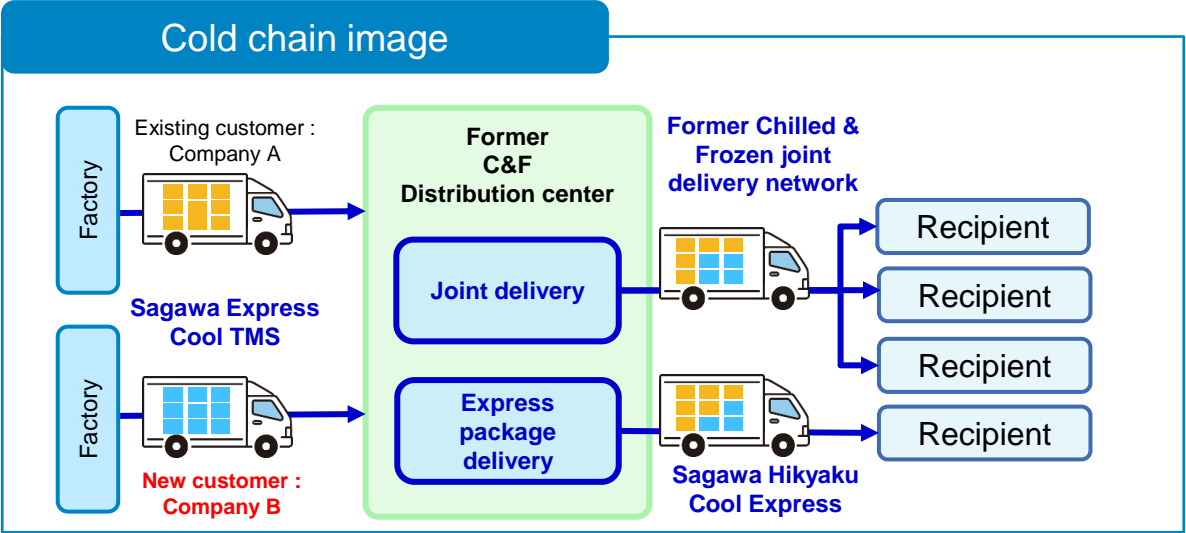 Cold chain image
Factory
Existing customer :
Company A
Sagawa Express
Cool TMS
Factory
New customer :
Company B
Former
C&F
Distribution center
Joint delivery
Express
package
delivery
Former Chilled &
Frozen joint
delivery network
Sagawa Hikyaku
Cool Express
Recipient
Recipient
Recipient
Recipient